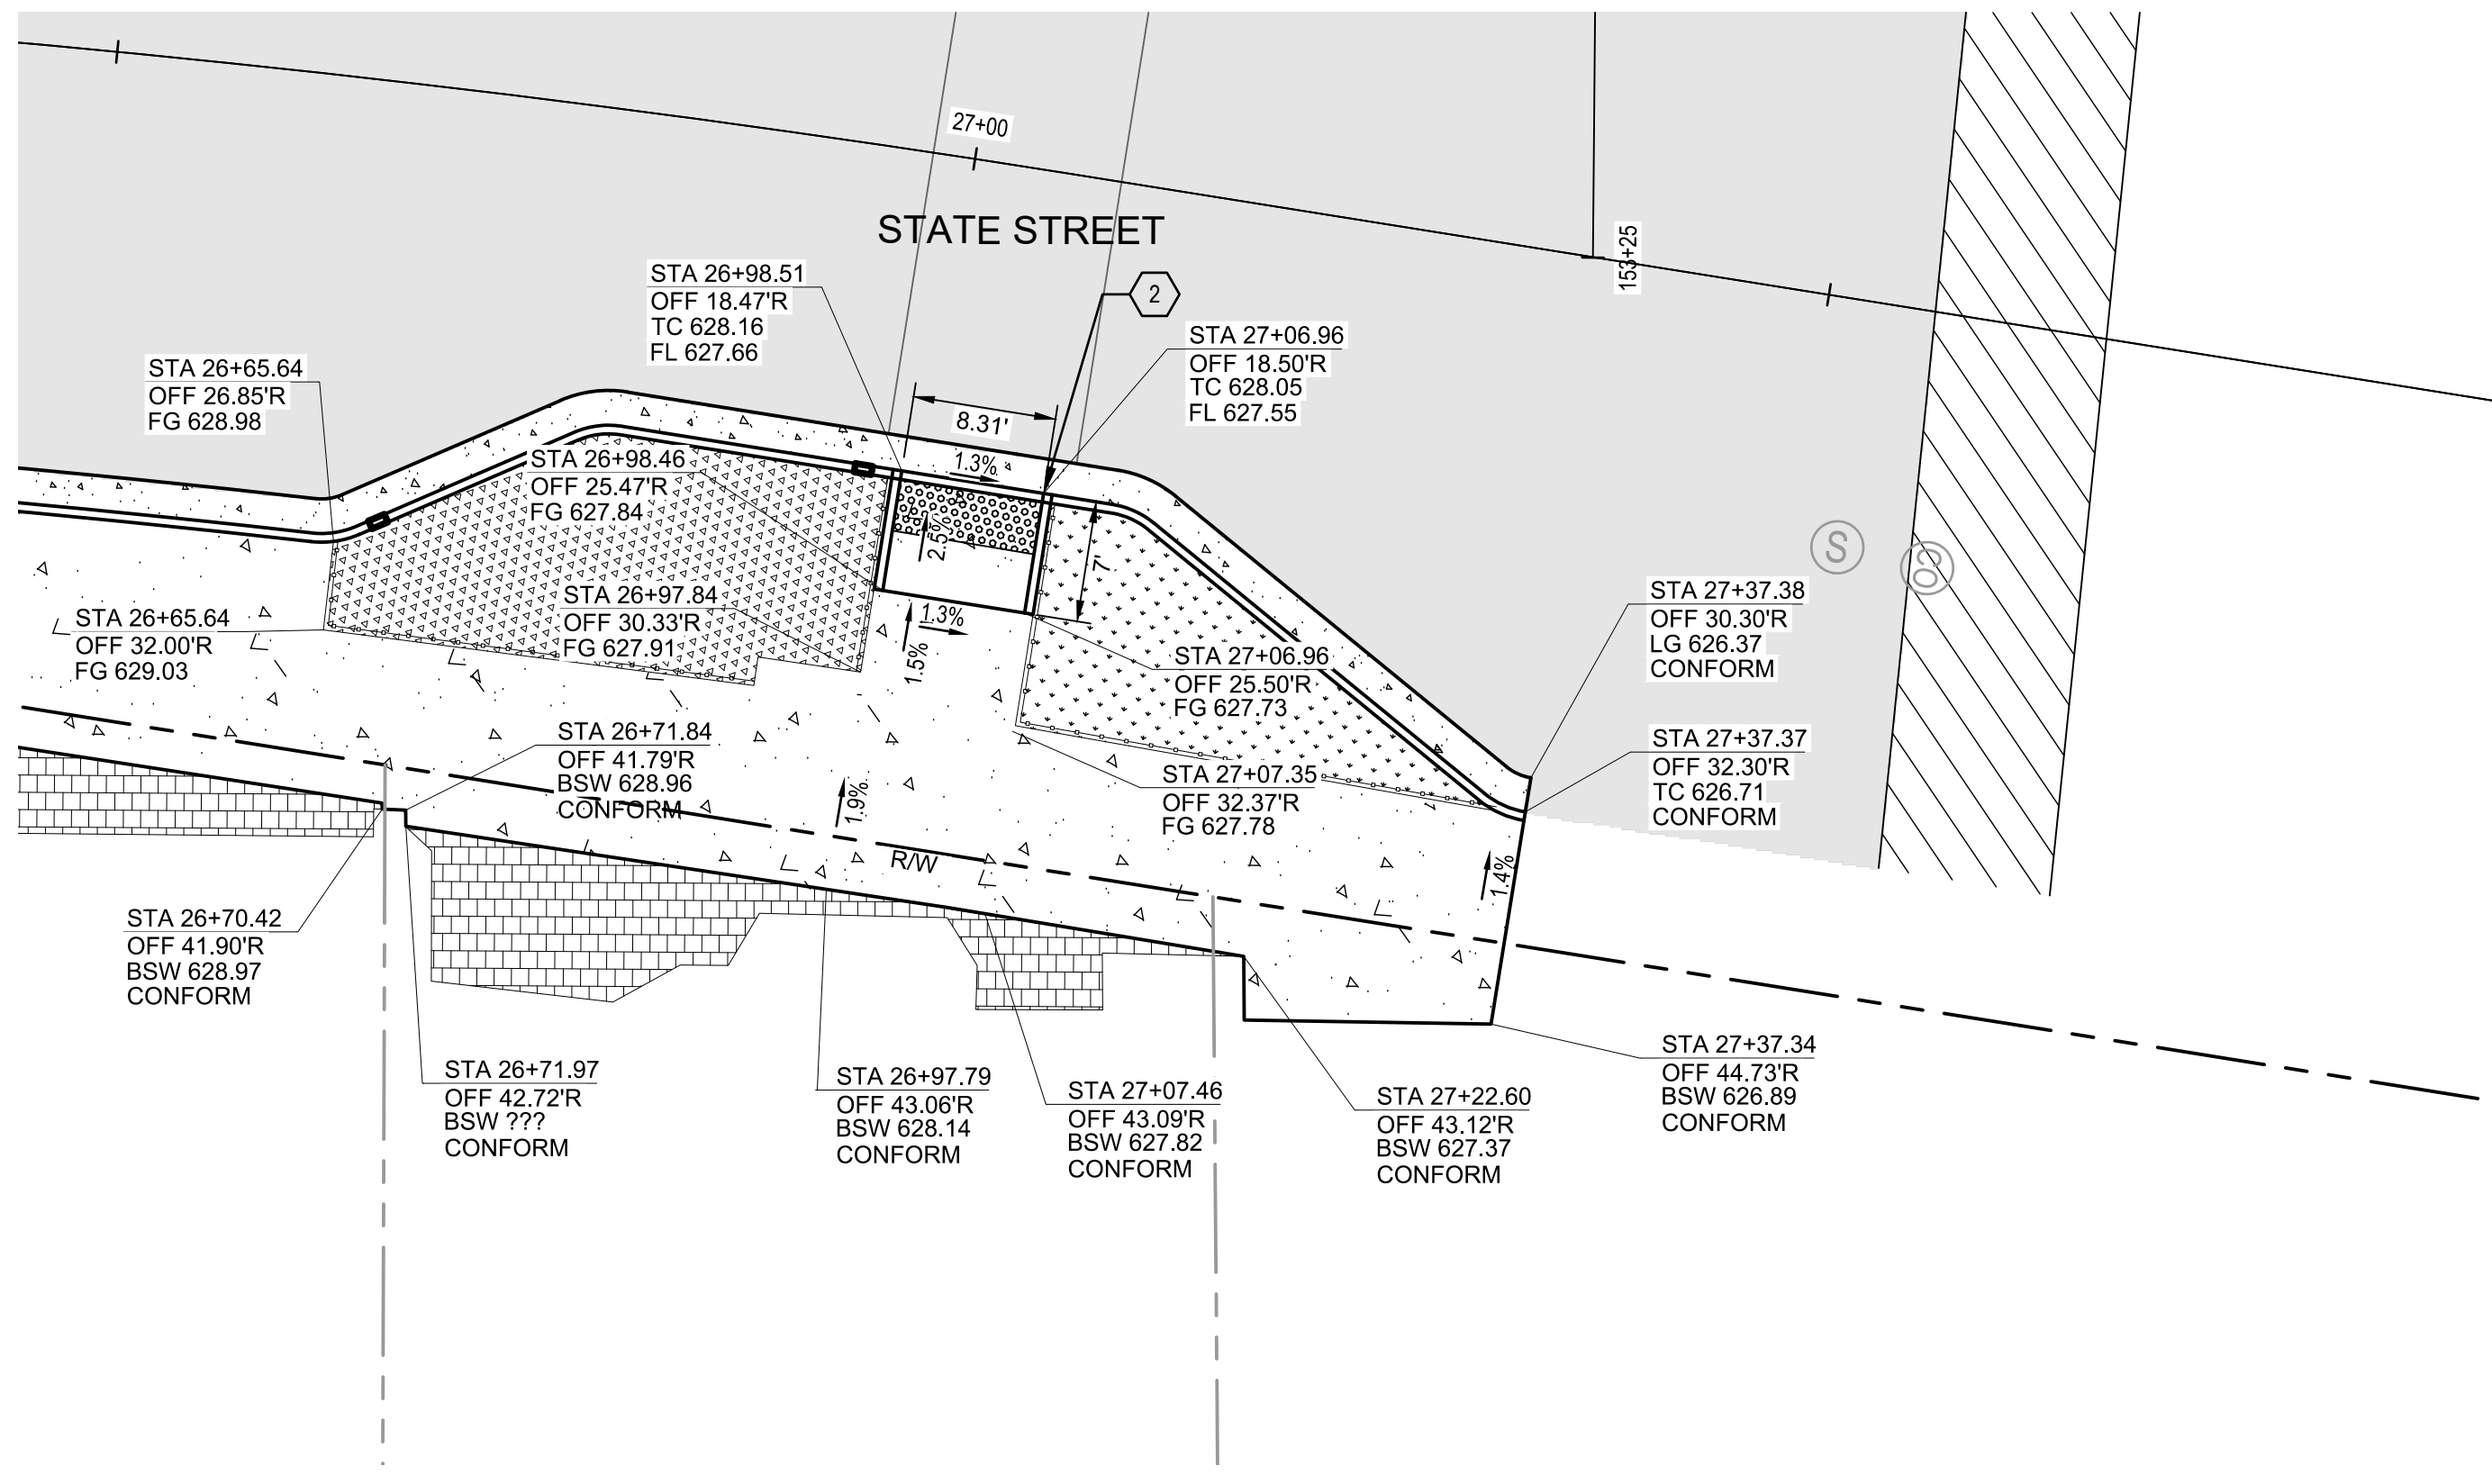 27+00
STATE STREET
153+25
STA 26+98.51
OFF 18.47'R
TC 628.16
FL 627.66
2
STA 27+06.96
OFF 18.50'R
TC 628.05
FL 627.55
STA 26+65.64
OFF 26.85'R
FG 628.98
8.31'
1.3%
STA 26+98.46
OFF 25.47'R
FG 627.84
2.5%
7'
S
CO
STA 26+97.84
OFF 30.33'R
FG 627.91
1.3%
1.5%
STA 26+65.64
OFF 32.00'R
FG 629.03
STA 27+37.38
OFF 30.30'R
LG 626.37
CONFORM
STA 27+06.96
OFF 25.50'R
FG 627.73
STA 26+71.84
OFF 41.79'R
BSW 628.96
CONFORM
STA 27+37.37
OFF 32.30'R
TC 626.71
CONFORM
STA 27+07.35
OFF 32.37'R
FG 627.78
1.9%
R/W
1.4%
STA 26+70.42
OFF 41.90'R
BSW 628.97
CONFORM
STA 26+71.97
OFF 42.72'R
BSW ???
CONFORM
STA 26+97.79
OFF 43.06'R
BSW 628.14
CONFORM
STA 27+07.46
OFF 43.09'R
BSW 627.82
CONFORM
STA 27+22.60
OFF 43.12'R
BSW 627.37
CONFORM
STA 27+37.34
OFF 44.73'R
BSW 626.89
CONFORM